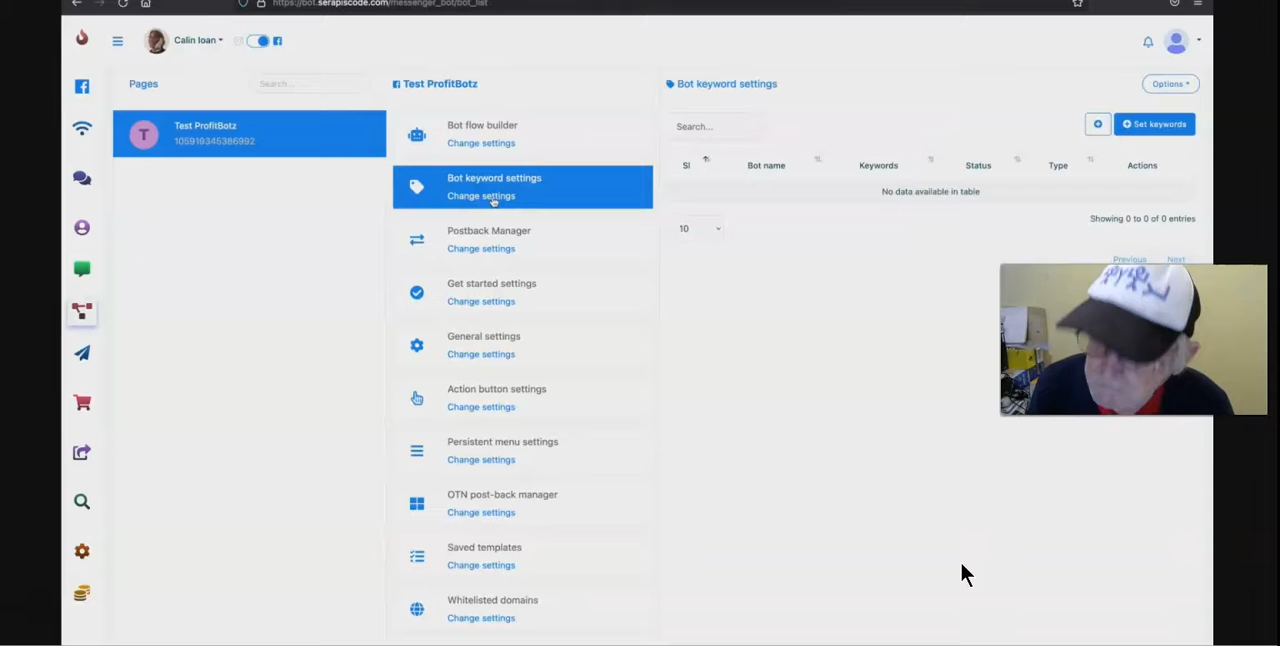 https://bot.serapiscode.com/messenger_bot/bot_list
Calin Ioan
Pages
Search...
T
Test ProfitBotz
105919345386992
Test ProfitBotz
Bot flow builder
Change settings
Bot keyword settings
Change settings
Postback Manager
Change settings
Get started settings
Change settings
General settings
Change settings
Action button settings
Change settings
Persistent menu settings
Change settings
OTN post-back manager
Change settings
Saved templates
Change settings
Whitelisted domains
Change settings
Bot keyword settings
Options
Search...
Set keywords
Sl Bot name Keywords Status Type Actions
No data available in table
Showing 0 to 0 of 0 entries
10
Previous Next